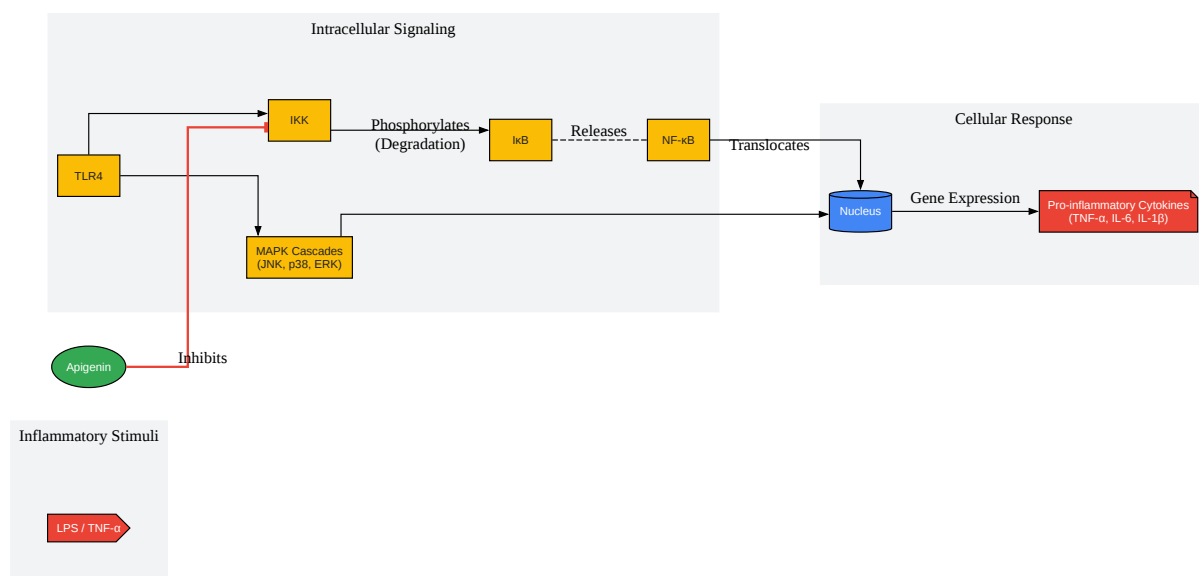 Intracellular Signaling
IKK
Phosphorylates
(Degradation)
IκB
Releases
NF-κB
Translocates
TLR4
MAPK Cascades
(JNK, p38, ERK)
Cellular Response
Nucleus
Gene Expression
Pro-inflammatory Cytokines
(TNF-α, IL-6, IL-1β)
Apigenin
Inhibits
Inflammatory Stimuli
LPS / TNF-α